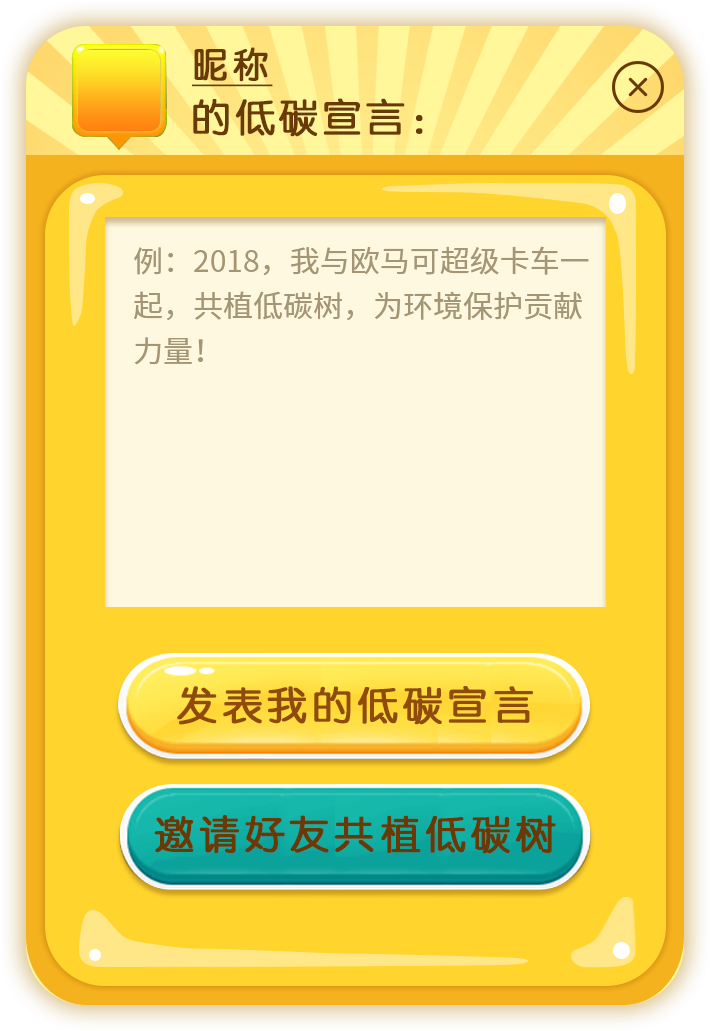 昵称
的低碳宣言：
例：2018，我与欧马可超级卡车一
起，共植低碳树，为环境保护贡献
力量！
发表我的低碳宣言
邀请好友共植低碳树